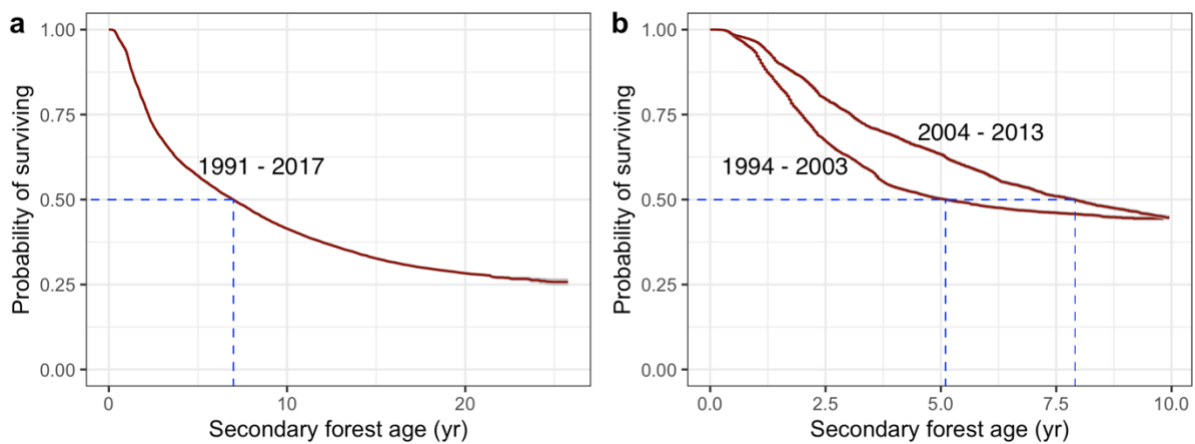 a
1.00
0.75
0.50
0.25
0.00
Probability of surviving
1991 - 2017
0
10
20
Secondary forest age (yr)
b
1.00
0.75
0.50
0.25
0.00
Probability of surviving
2004 - 2013
1994 - 2003
0.0
2.5
5.0
7.5
10.0
Secondary forest age (yr)